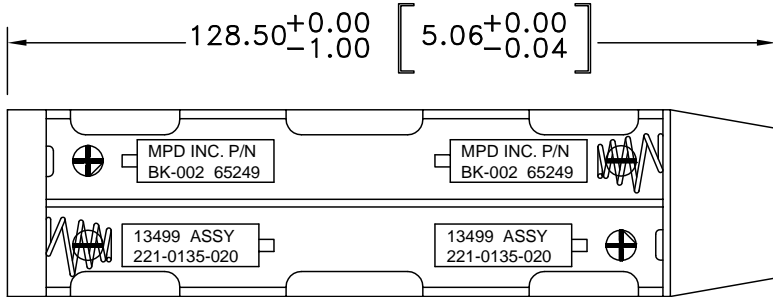 128.50+0.00-1.00 [5.06+0.00-0.04]
MPD INC. P/N
BK-002 65249
MPD INC. P/N
BK-002 65249
13499 ASSY
221-0135-020
13499 ASSY
221-0135-020